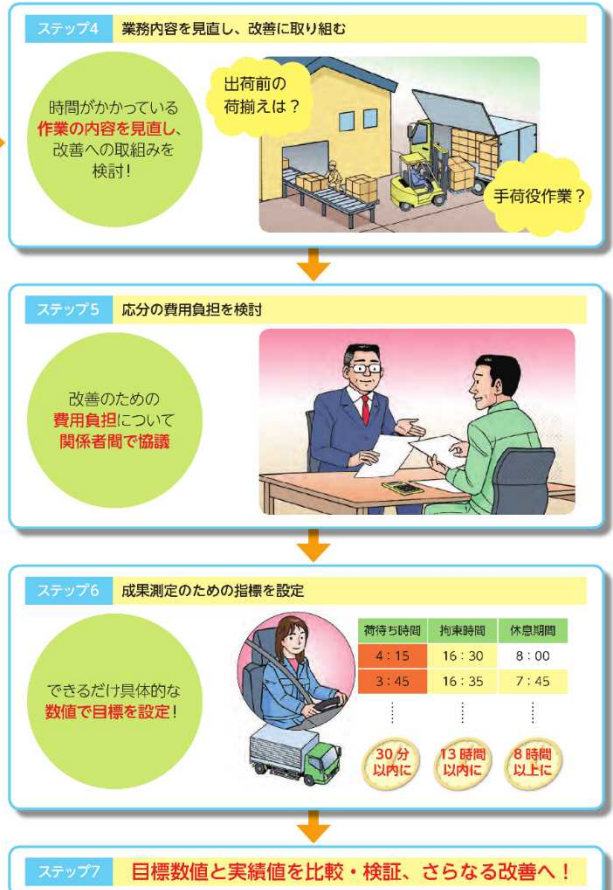 ステップ4 業務内容を見直し、改善に取り組む
時間がかかっている
作業の内容を見直し、
改善への取組みを
検討!
出荷前の
荷揃えは?
手荷役作業?
ステップ5 応分の費用負担を検討
改善のための
費用負担について
関係者間で協議
ステップ6 成果測定のための指標を設定
できるだけ具体的な
数値で目標を設定!
荷待ち時間 拘束時間 休息期間
4:15 16:30 8:00
3:45 16:35 7:45
30分
以内に
13時間
以内に
8時間
以上に
ステップ7 目標数値と実績値を比較・検証、さらなる改善へ!